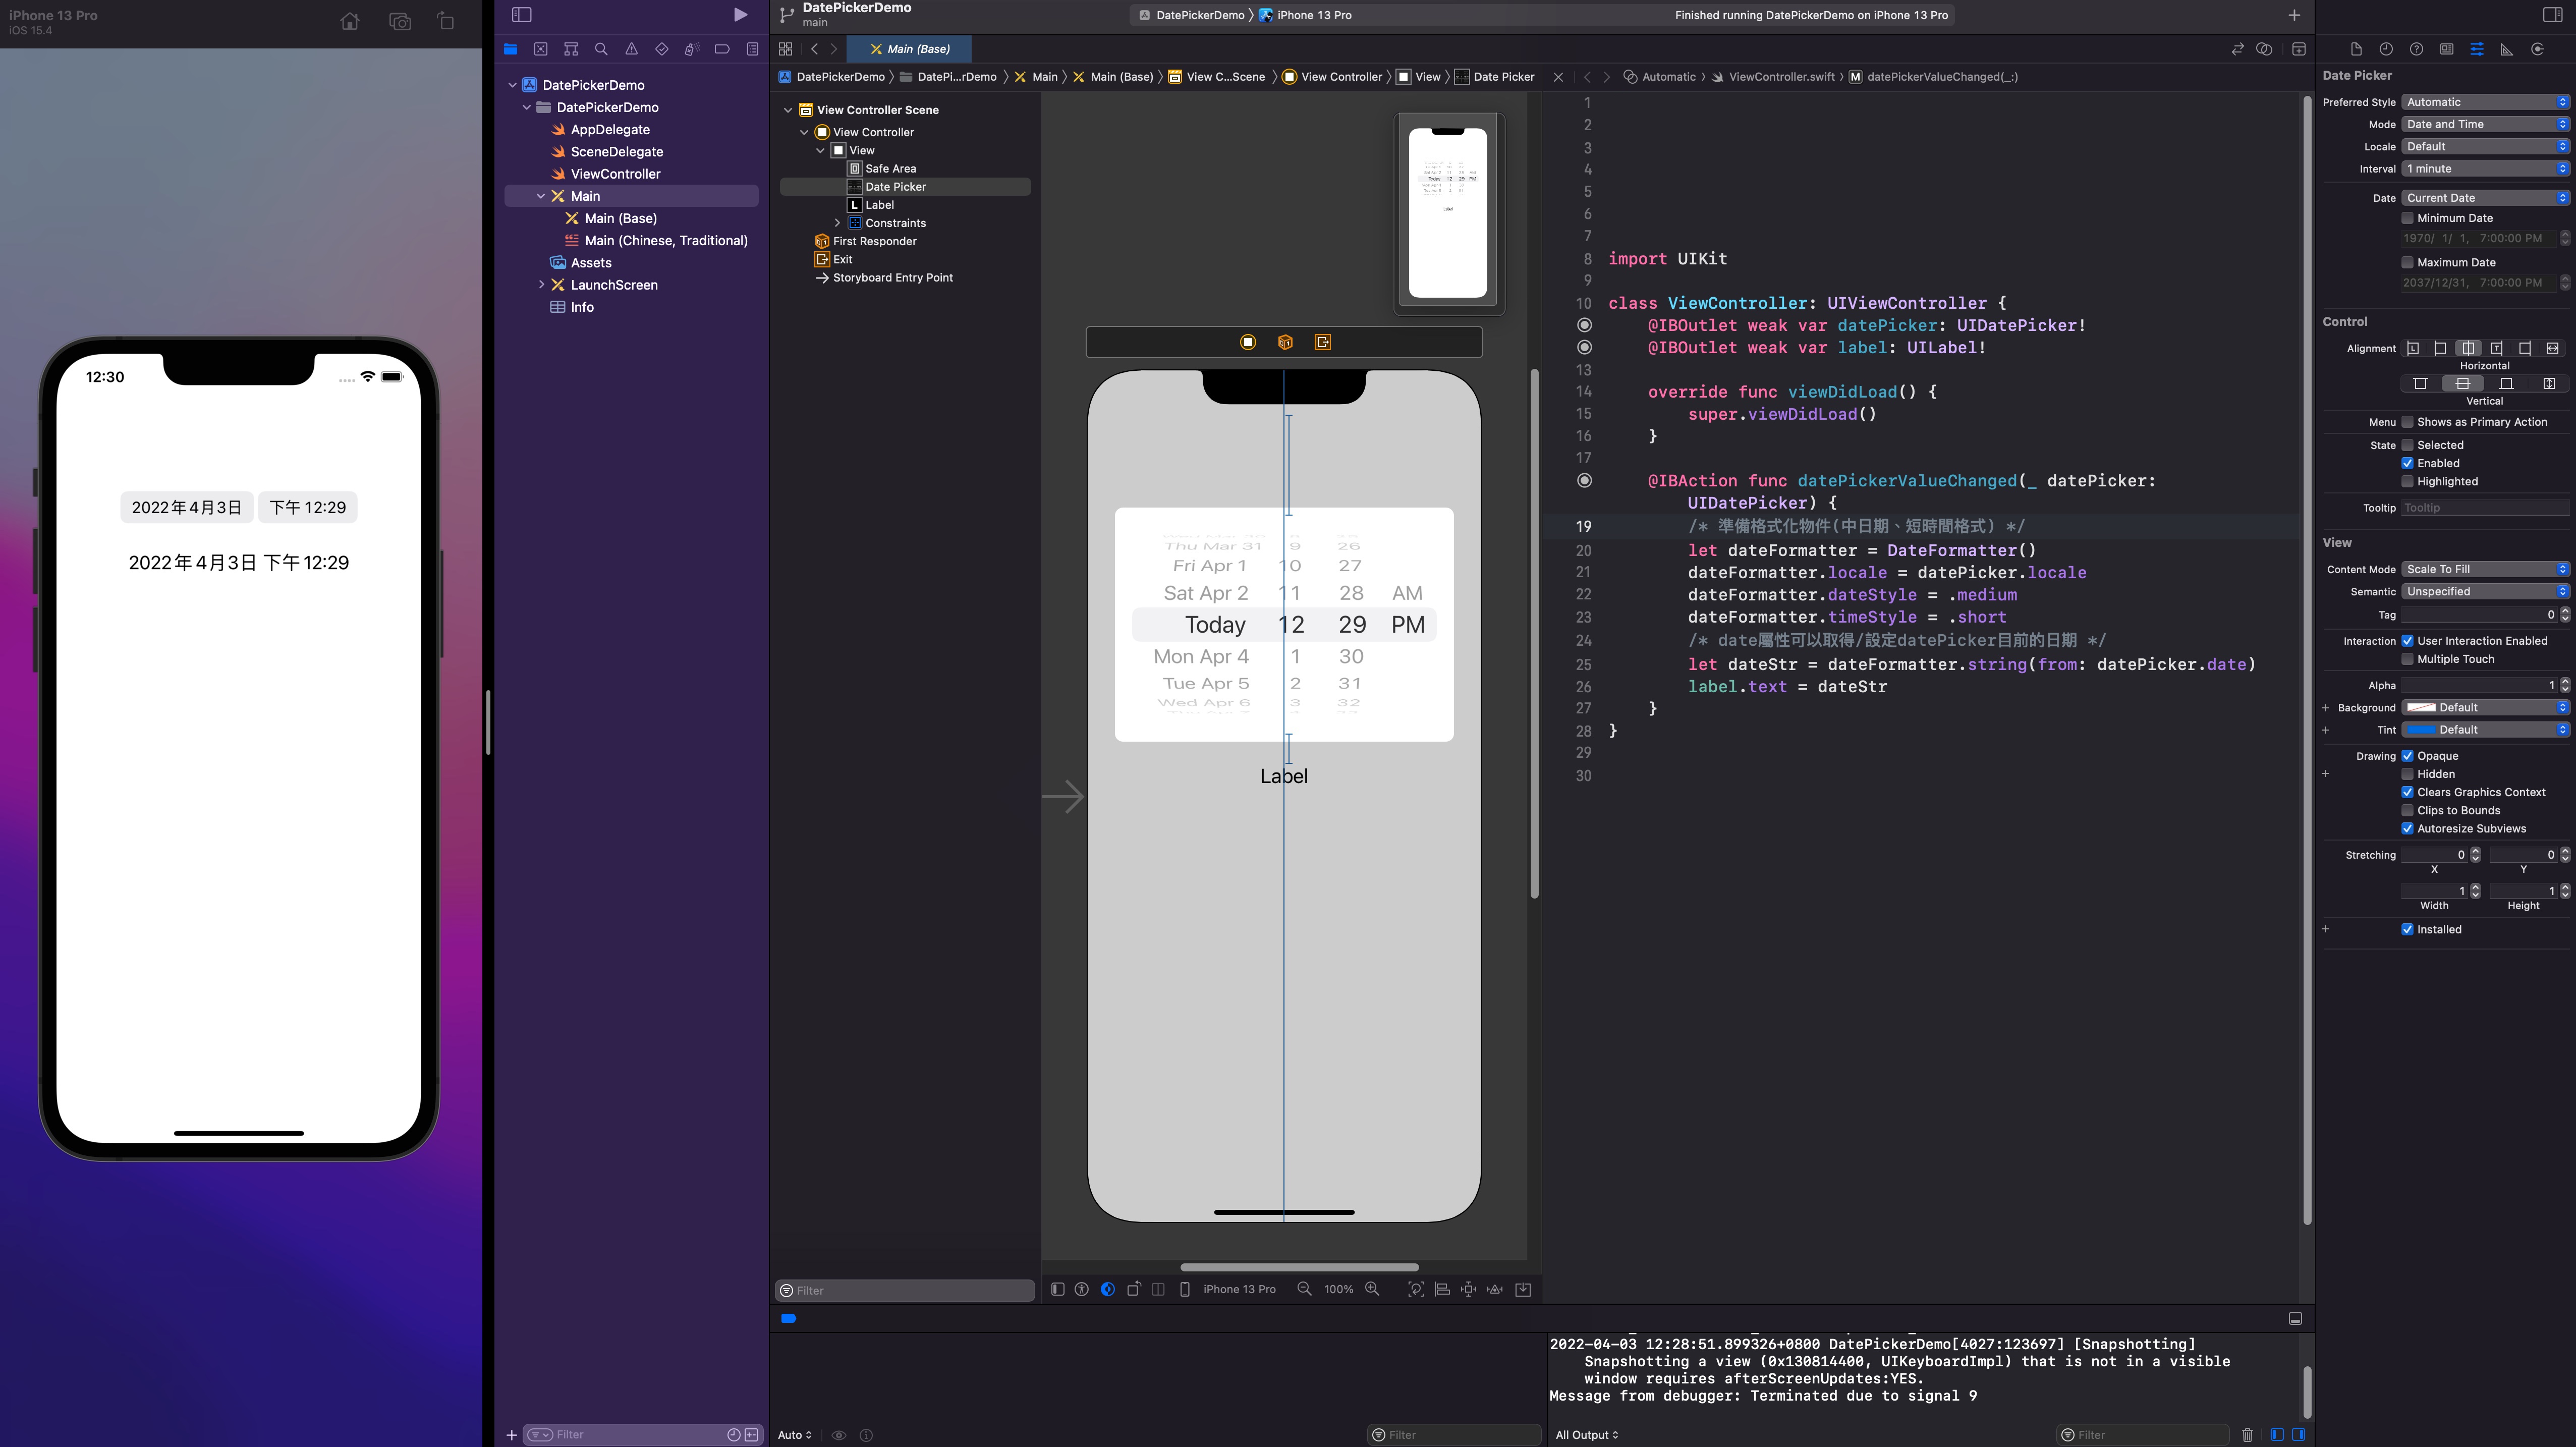 iPhone 13 Pro
iOS 15.4
12:30
2022年4月3日 下午12:29
2022年4月3日 下午12:29
DatePickerDemo
DatePickerDemo
AppDelegate
SceneDelegate
ViewController
Main
Main (Base)
Main (Chinese, Traditional)
Assets
LaunchScreen
Info
Filter
DatePickerDemo
main
DatePickerDemo 〉 iPhone 13 Pro
Finished running DatePickerDemo on iPhone 13 Pro
Main (Base)
DatePickerDemo 〉 DatePi...rDemo 〉 Main 〉 Main (Base) 〉 View C...Scene 〉 View Controller 〉 View 〉 Date Picker
View Controller Scene
View Controller
View
Safe Area
Date Picker
Label
Constraints
First Responder
Exit
Storyboard Entry Point
Filter
Thu Mar 31 9 26
Fri Apr 1 10 27
Sat Apr 2 11 28 AM
Today 12 29 PM
Mon Apr 4 1 30
Tue Apr 5 2 31
Wed Apr 6 3 32
Label
iPhone 13 Pro 100%
Automatic 〉 ViewController.swift 〉 M datePickerValueChanged(_:)
1
2
3
4
5
6
7
8 import UIKit
9
10 class ViewController: UIViewController {
@IBOutlet weak var datePicker: UIDatePicker!
@IBOutlet weak var label: UILabel!
13
14 override func viewDidLoad() {
15 super.viewDidLoad()
16 }
17
@IBAction func datePickerValueChanged(_ datePicker:
UIDatePicker) {
19 /* 準備格式化物件(中日期、短時間格式) */
20 let dateFormatter = DateFormatter()
21 dateFormatter.locale = datePicker.locale
22 dateFormatter.dateStyle = .medium
23 dateFormatter.timeStyle = .short
24 /* date屬性可以取得/設定datePicker目前的日期 */
25 let dateStr = dateFormatter.string(from: datePicker.date)
26 label.text = dateStr
27 }
28 }
29
30
Auto
Filter
2022-04-03 12:28:51.899326+0800 DatePickerDemo[4027:123697] [Snapshotting]
Snapshotting a view (0x130814400, UIKeyboardImpl) that is not in a visible
window requires afterScreenUpdates:YES.
Message from debugger: Terminated due to signal 9
All Output
Filter
Date Picker
Preferred Style Automatic
Mode Date and Time
Locale Default
Interval 1 minute
Date Current Date
Minimum Date
1970/ 1/ 1, 7:00:00 PM
Maximum Date
2037/12/31, 7:00:00 PM
Control
Alignment
Horizontal
Vertical
Menu Shows as Primary Action
State Selected
Enabled
Highlighted
Tooltip Tooltip
View
Content Mode Scale To Fill
Semantic Unspecified
Tag 0
Interaction User Interaction Enabled
Multiple Touch
Alpha 1
Background Default
Tint Default
Drawing Opaque
Hidden
Clears Graphics Context
Clips to Bounds
Autoresize Subviews
Stretching 0 0
X Y
1 1
Width Height
Installed